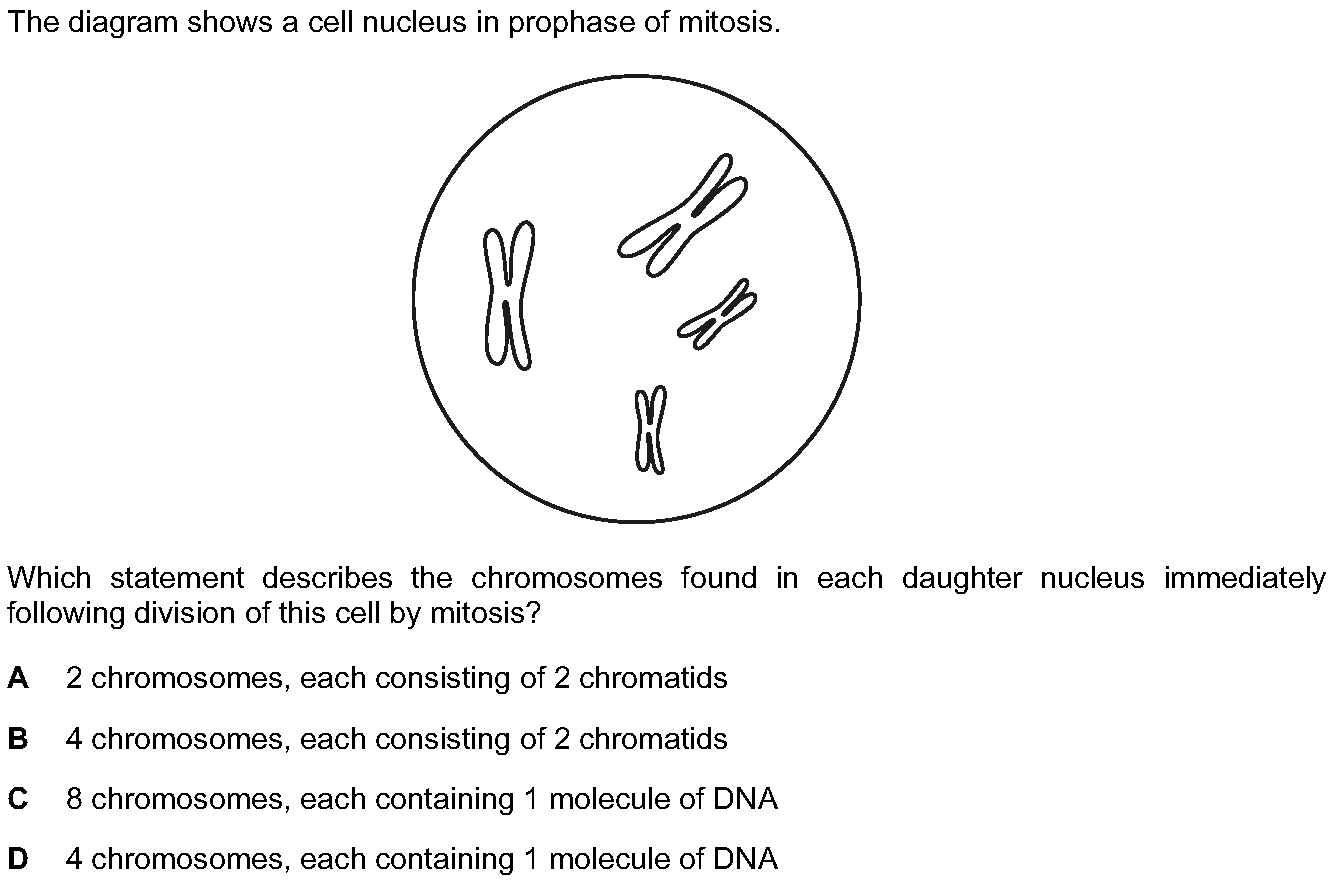 The diagram shows a cell nucleus in prophase of mitosis.
Which statement describes the chromosomes found in each daughter nucleus immediately
following division of this cell by mitosis?
A 2 chromosomes, each consisting of 2 chromatids
B 4 chromosomes, each consisting of 2 chromatids
C 8 chromosomes, each containing 1 molecule of DNA
D 4 chromosomes, each containing 1 molecule of DNA